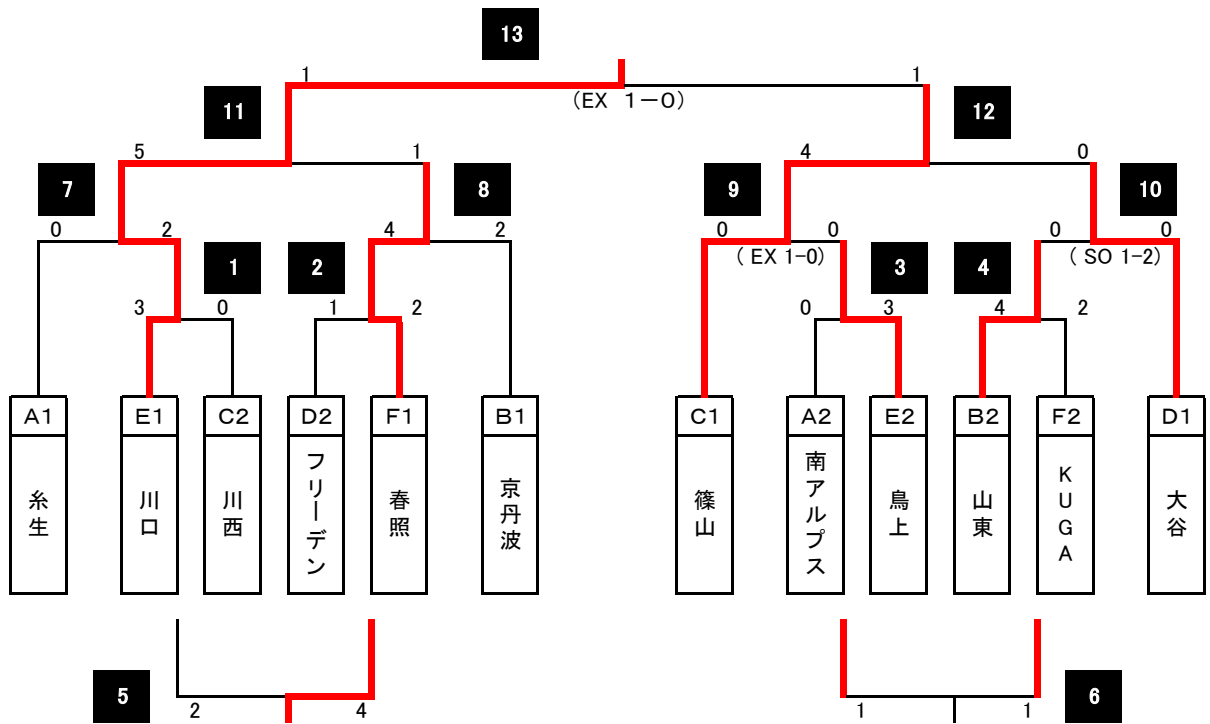 13
1 1
(EX 1-0)
11 12
5 1 4 0
7 8 9 10
0 2 4 2 0 0 0 0
(EX 1-0) (SO 1-2)
1 2 3 4
3 0 1 2 0 3 4 2
A1 E1 C2 D2 F1 B1 C1 A2 E2 B2 F2 D1
糸生
川口
川西
フリーデン
春照
京丹波
篠山
南アルプス
鳥上
山東
KUGA
大谷
5 6
2 4 1 1